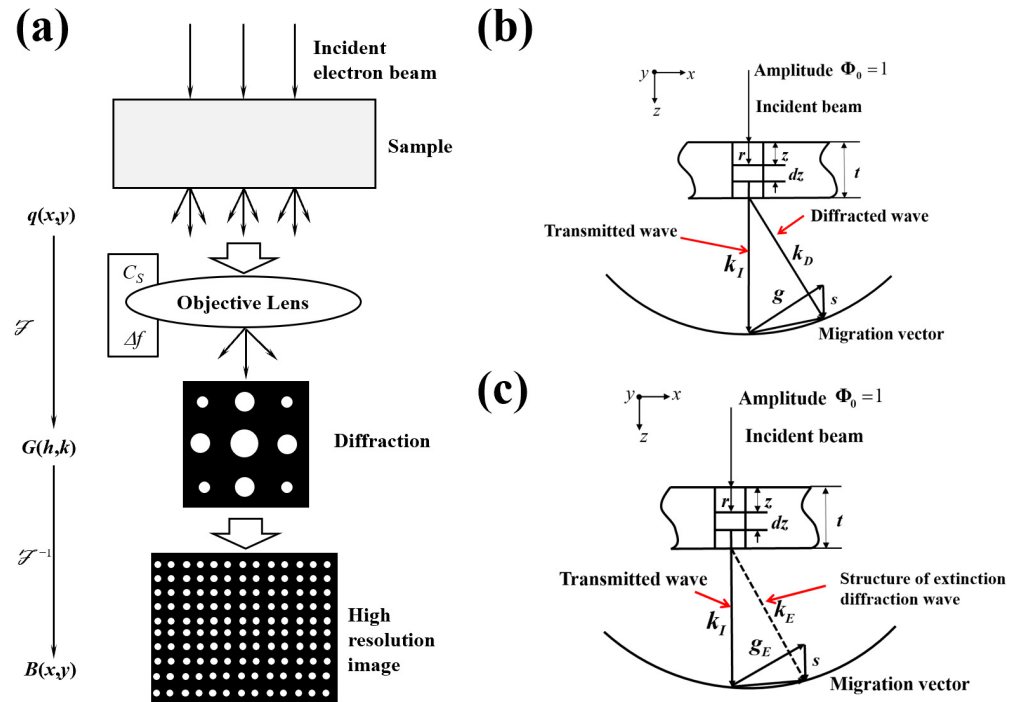 (a)
Incident
electron beam
Sample
q(x,y)
C_S
Objective Lens
ℱ
Δf
G(h,k)
Diffraction
ℱ⁻¹
High
resolution
image
B(x,y)
(b)
y x
z
Amplitude Φ₀ = 1
Incident beam
r z
dz
t
Transmitted wave
Diffracted wave
k_I
k_D
g
s
Migration vector
(c)
y x
z
Amplitude Φ₀ = 1
Incident beam
r z
dz
t
Transmitted wave
Structure of extinction
diffraction wave
k_I
k_E
g_E
s
Migration vector